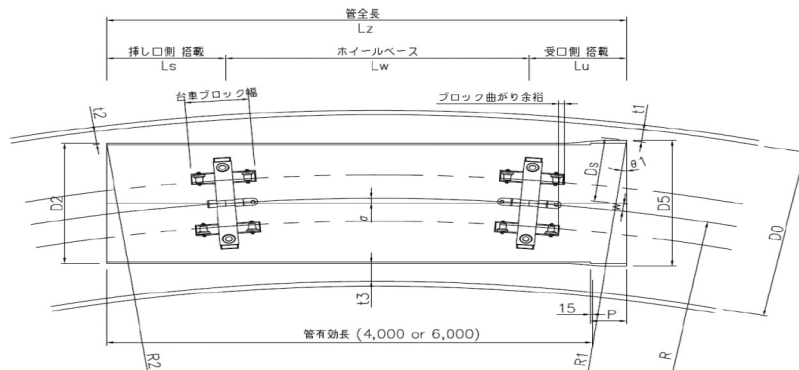 管全長
Lz
挿し口側 搭載
ホイールベース
受口側 搭載
Ls
Lw
Lu
台車ブロック幅
ブロック曲がり余裕
t2
t1
Ds
θ1
D2
a
w
D5
D0
t3
15
P
管有効長 (4,000 or 6,000)
R2
R1
R